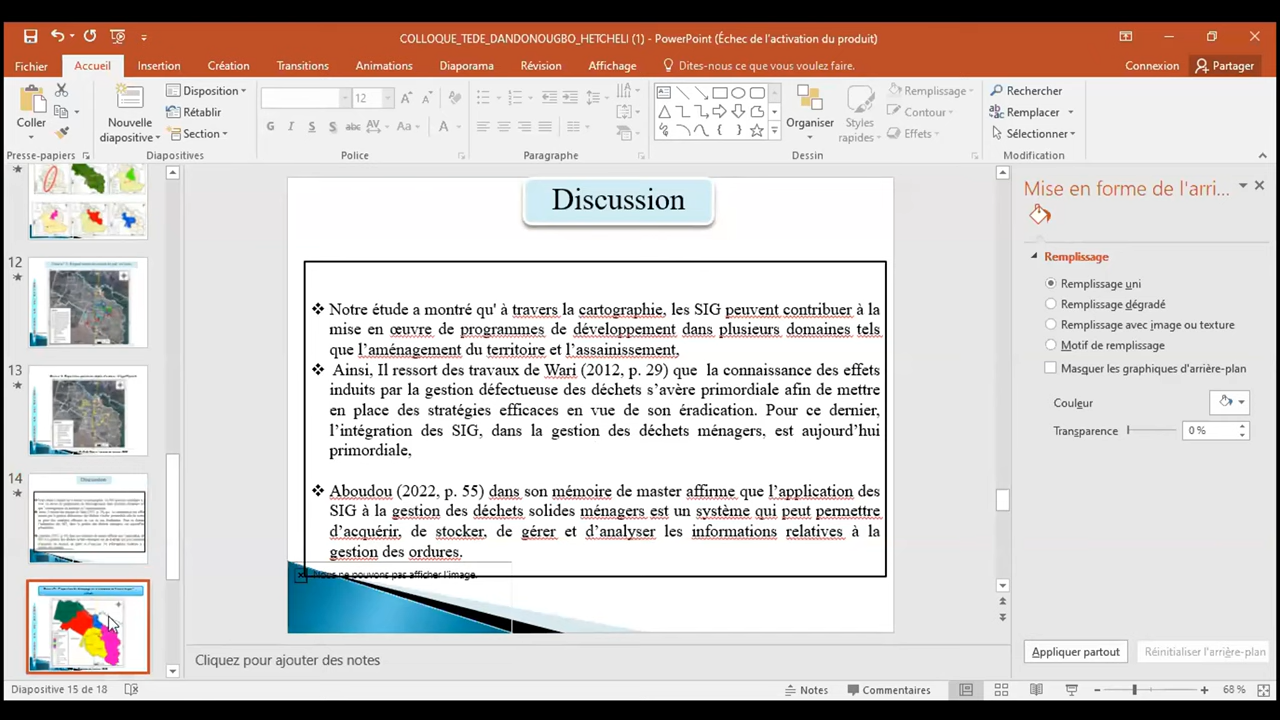 COLLOQUE_TEDE_DANDONOUGBO_HETCHELI (1) - PowerPoint (Échec de l'activation du produit)
Fichier Accueil Insertion Création Transitions Animations Diaporama Révision Affichage Dites-nous ce que vous voulez faire. Connexion Partager
Coller
Presse-papiers
Nouvelle diapositive
Disposition
Rétablir
Section
Diapositives
12
G I S S abc AV Aa A
Police
Paragraphe
Organiser
Styles rapides
Remplissage
Contour
Effets
Dessin
Rechercher
Remplacer
Sélectionner
Modification
12
13
14
Discussion
Discussion
❖ Notre étude a montré qu' à travers la cartographie, les SIG peuvent contribuer à la
mise en œuvre de programmes de développement dans plusieurs domaines tels
que l’aménagement du territoire et l’assainissement,
❖ Ainsi, Il ressort des travaux de Wari (2012, p. 29) que la connaissance des effets
induits par la gestion défectueuse des déchets s’avère primordiale afin de mettre
en place des stratégies efficaces en vue de son éradication. Pour ce dernier,
l’intégration des SIG, dans la gestion des déchets ménagers, est aujourd’hui
primordiale,
❖ Aboudou (2022, p. 55) dans son mémoire de master affirme que l’application des
SIG à la gestion des déchets solides ménagers est un système qui peut permettre
d’acquérir, de stocker, de gérer et d’analyser les informations relatives à la
gestion des ordures.
Nous ne pouvons pas afficher l'image.
Cliquez pour ajouter des notes
Mise en forme de l'arri...
Remplissage
Remplissage uni
Remplissage dégradé
Remplissage avec image ou texture
Motif de remplissage
Masquer les graphiques d'arrière-plan
Couleur
Transparence 0 %
Appliquer partout Réinitialiser l'arrière-plan
Diapositive 15 de 18 Notes Commentaires 68 %